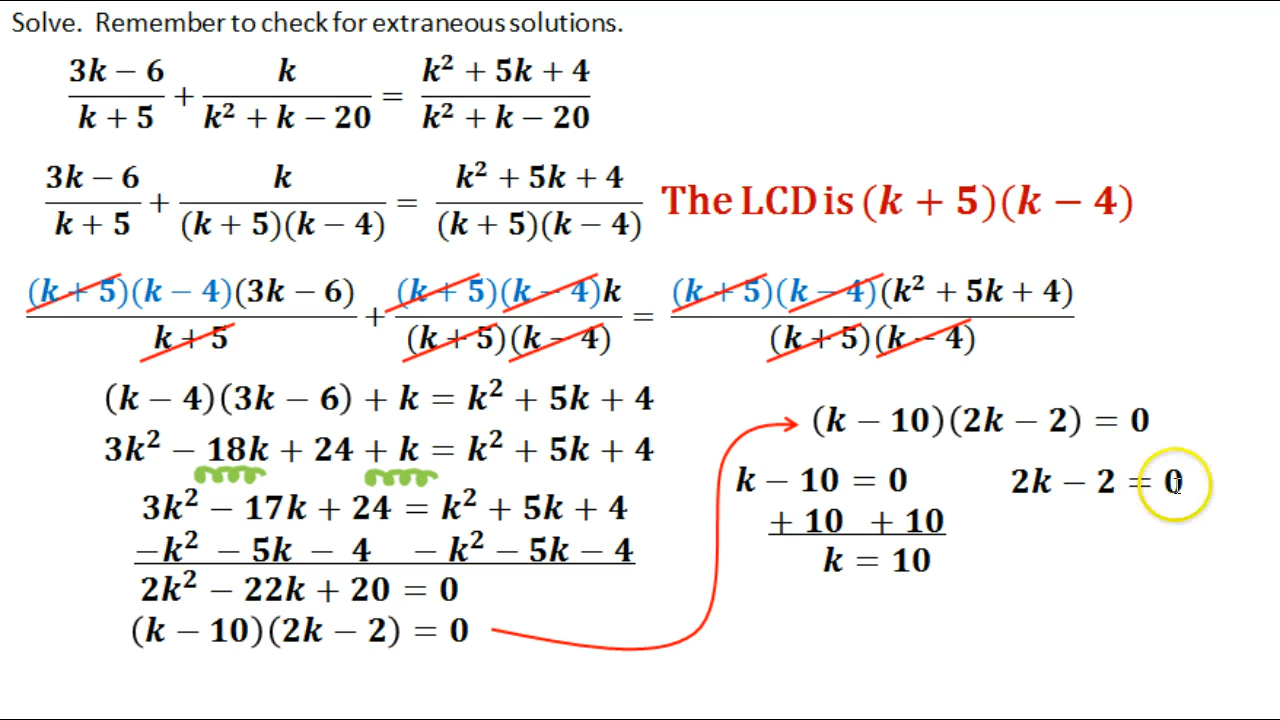 Solve. Remember to check for extraneous solutions.
(3k − 6)/(k + 5) + k/(k² + k − 20) = (k² + 5k + 4)/(k² + k − 20)
(3k − 6)/(k + 5) + k/((k + 5)(k − 4)) = (k² + 5k + 4)/((k + 5)(k − 4)) The LCD is (k + 5)(k − 4)
(k + 5)(k − 4)(3k − 6)/(k + 5) + (k + 5)(k − 4)k/((k + 5)(k − 4)) = (k + 5)(k − 4)(k² + 5k + 4)/((k + 5)(k − 4))
(k − 4)(3k − 6) + k = k² + 5k + 4
3k² − 18k + 24 + k = k² + 5k + 4
3k² − 17k + 24 = k² + 5k + 4
−k² − 5k − 4 − k² − 5k − 4
2k² − 22k + 20 = 0
(k − 10)(2k − 2) = 0
(k − 10)(2k − 2) = 0
k − 10 = 0 2k − 2 = 0
+ 10 + 10
k = 10